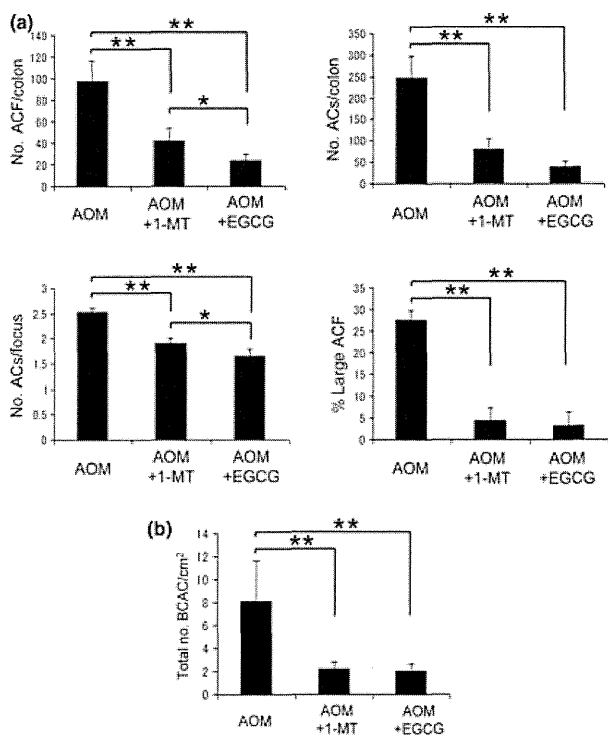 (a)
No. ACF/colon
120
100
80
60
40
20
0
**
**
*
AOM
AOM
+1-MT
AOM
+EGCG
No. ACs/colon
350
300
250
200
150
100
50
0
**
**
AOM
AOM
+1-MT
AOM
+EGCG
No. ACs/focus
3
2.5
2
1.5
1
0.5
0
**
**
*
AOM
AOM
+1-MT
AOM
+EGCG
% Large ACF
35
30
25
20
15
10
5
0
**
**
AOM
AOM
+1-MT
AOM
+EGCG
(b)
Total no. BCAC/cm²
14
12
10
8
6
4
2
0
**
**
AOM
AOM
+1-MT
AOM
+EGCG